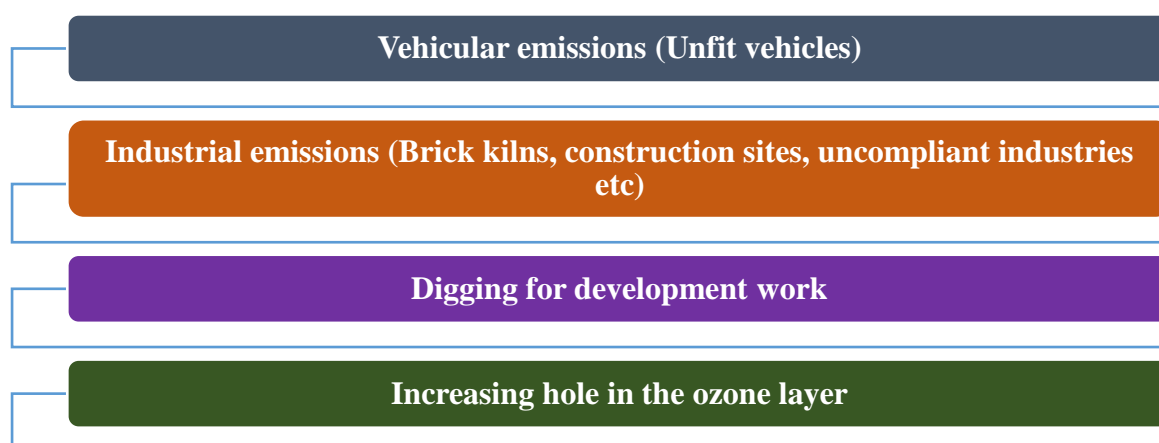 Vehicular emissions (Unfit vehicles)
Industrial emissions (Brick kilns, construction sites, uncompliant industries
etc)
Digging for development work
Increasing hole in the ozone layer